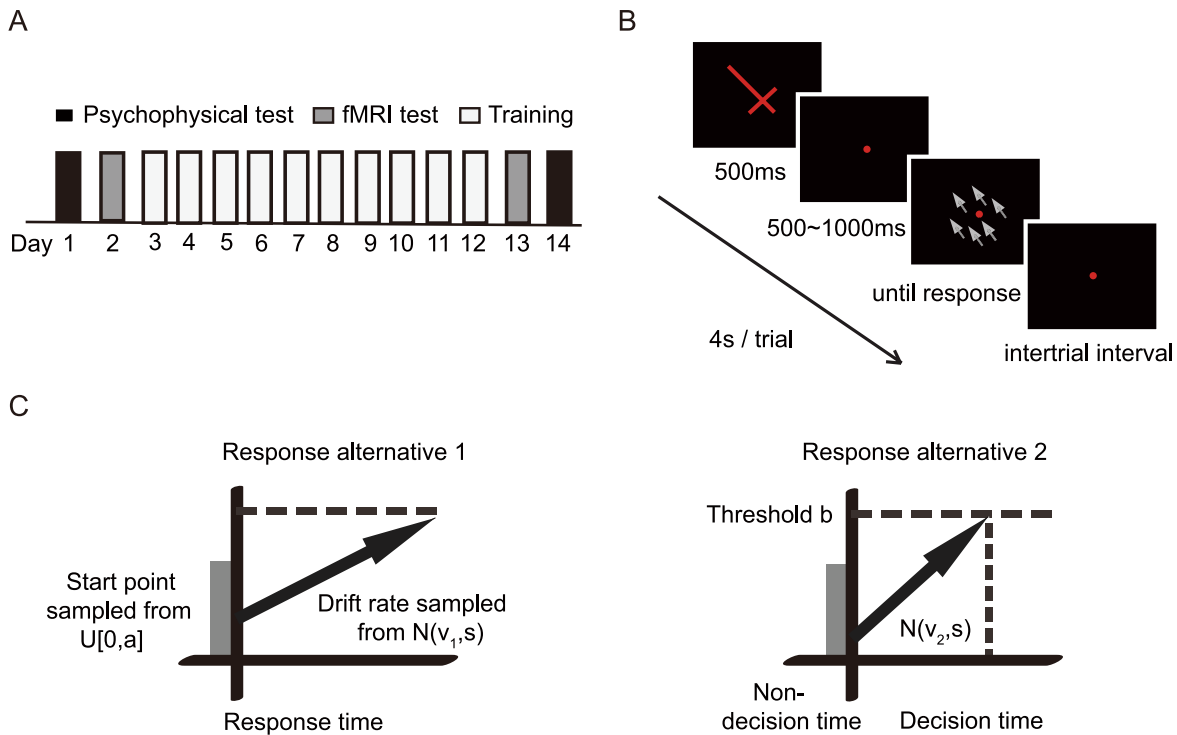 A
Psychophysical test fMRI test Training
Day 1 2 3 4 5 6 7 8 9 10 11 12 13 14
B
500ms
500~1000ms
until response
intertrial interval
4s / trial
C
Response alternative 1
Start point
sampled from
U[0,a]
Drift rate sampled
from N(v₁,s)
Response time
Response alternative 2
Threshold b
N(v₂,s)
Non-
decision time
Decision time